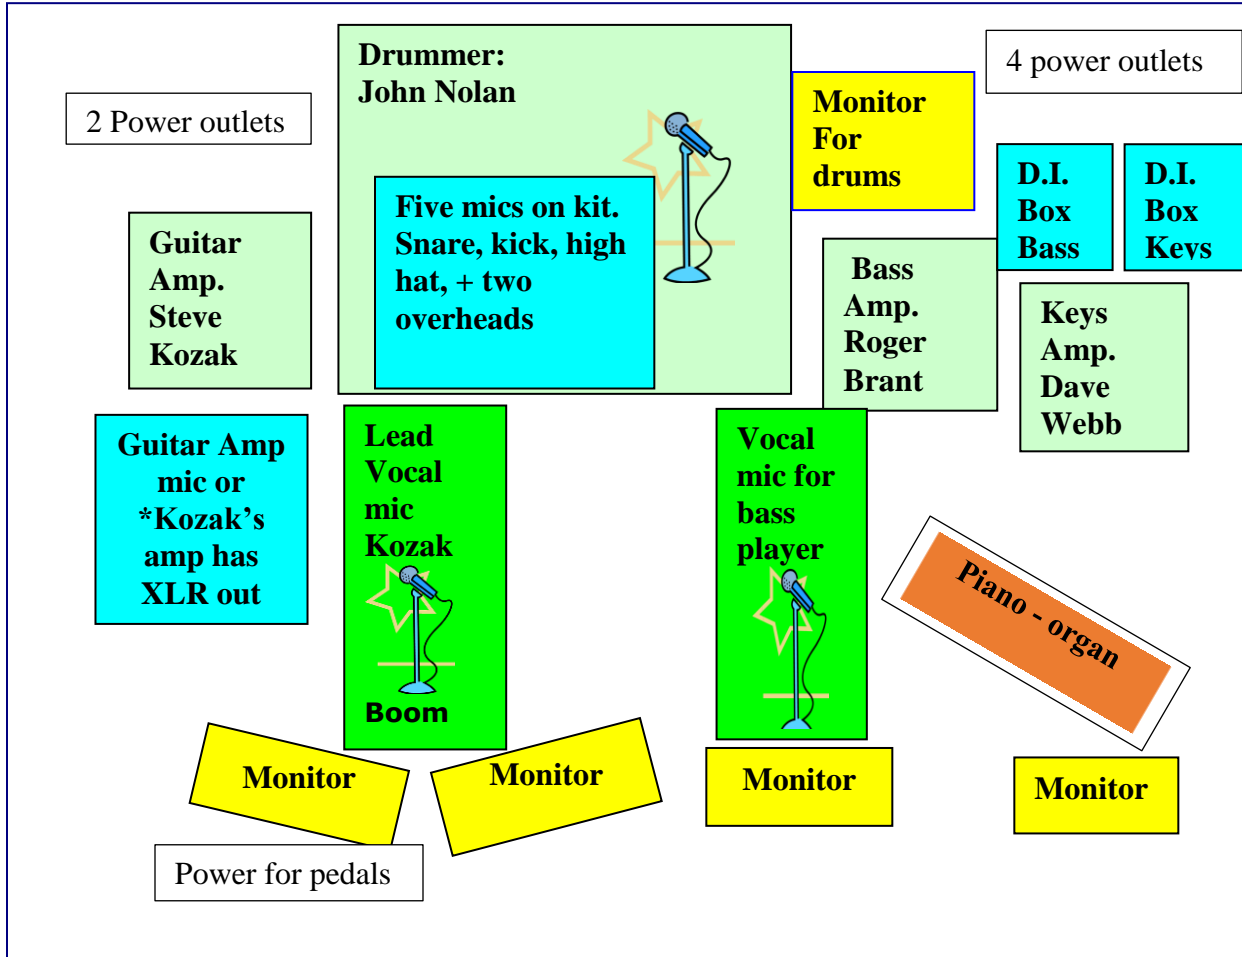 Drummer:
John Nolan
4 power outlets
2 Power outlets
Monitor
For
drums
D.I.
Box
Bass
D.I.
Box
Keys
Five mics on kit.
Snare, kick, high
hat, + two
overheads
Guitar
Amp.
Steve
Kozak
Bass
Amp.
Roger
Brant
Keys
Amp.
Dave
Webb
Guitar Amp
mic or
*Kozak’s
amp has
XLR out
Lead
Vocal
mic
Kozak
Boom
Vocal
mic for
bass
player
Piano - organ
Monitor
Monitor
Monitor
Monitor
Power for pedals